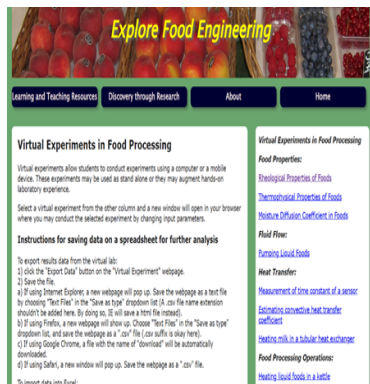 Explore Food Engineering
Learning and Teaching Resources
Discovery through Research
About
Home
Virtual Experiments in Food Processing
Virtual experiments allow students to conduct experiments using a computer or a mobile
device. These experiments may be used as stand alone or they may augment hands-on
laboratory experience.
Select a virtual experiment from the other column and a new window will open in your browser
where you may conduct the selected experiment by changing input parameters.
Instructions for saving data on a spreadsheet for further analysis
To export results data from the virtual lab:
1) click the "Export Data" button on the "Virtual Experiment" webpage.
2) Save the file.
a) If using Internet Explorer, a new webpage will pop up. Save the webpage as a text file
by choosing "Text Files" in the "Save as type" dropdown list (A .csv file name extension
shouldn't be added here. By doing so, IE will save a html file instead).
b) If using Firefox, a new webpage will show up. Choose "Text Files" in the "Save as type"
dropdown list, and save the webpage as a ".csv" file (.csv suffix is okay here).
c) If using Google Chrome, a file with the name of "download" will be automatically
downloaded.
d) If using Safari, a new window will pop up. Save the webpage as a ".csv" file.
To import data into Excel:
Virtual Experiments in Food Processing
Food Properties:
Rheological Properties of Foods
Thermophysical Properties of Foods
Moisture Diffusion Coefficient in Foods
Fluid Flow:
Pumping Liquid Foods
Heat Transfer:
Measurement of time constant of a sensor
Estimating convective heat transfer
coefficient
Heating milk in a tubular heat exchanger
Food Processing Operations:
Heating liquid foods in a kettle